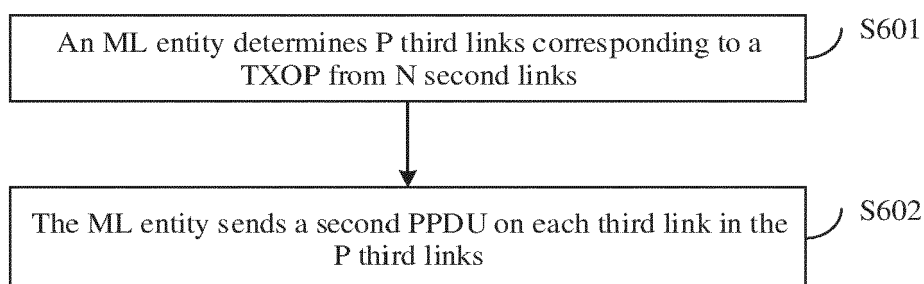 An ML entity determines P third links corresponding to a
TXOP from N second links
S601
The ML entity sends a second PPDU on each third link in the
P third links
S602